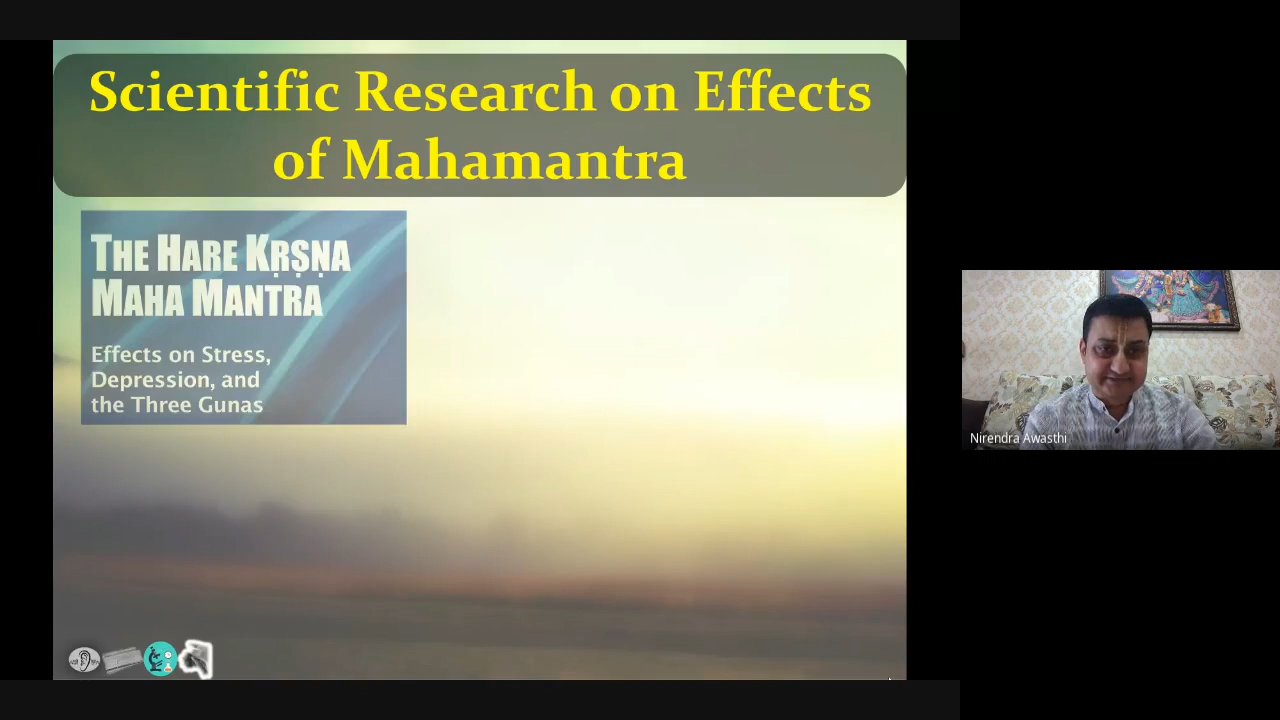 Scientific Research on Effects
of Mahamantra
THE HARE KṚṢṆA
MAHA MANTRA
Effects on Stress,
Depression, and
the Three Gunas
Nirendra Awasthi